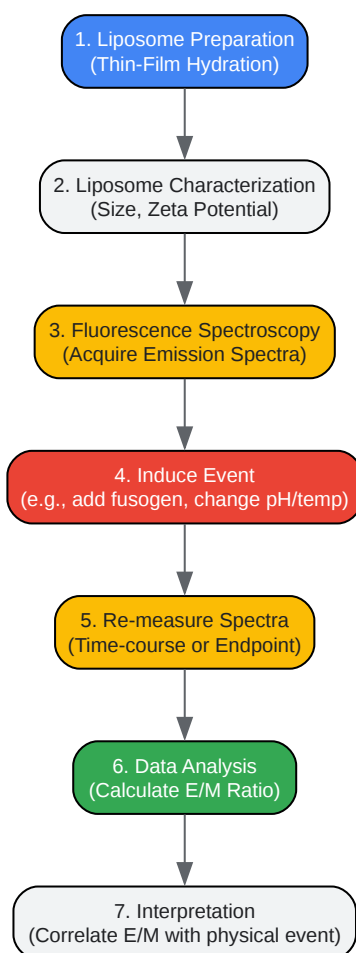 1. Liposome Preparation
(Thin-Film Hydration)
2. Liposome Characterization
(Size, Zeta Potential)
3. Fluorescence Spectroscopy
(Acquire Emission Spectra)
4. Induce Event
(e.g., add fusogen, change pH/temp)
5. Re-measure Spectra
(Time-course or Endpoint)
6. Data Analysis
(Calculate E/M Ratio)
7. Interpretation
(Correlate E/M with physical event)